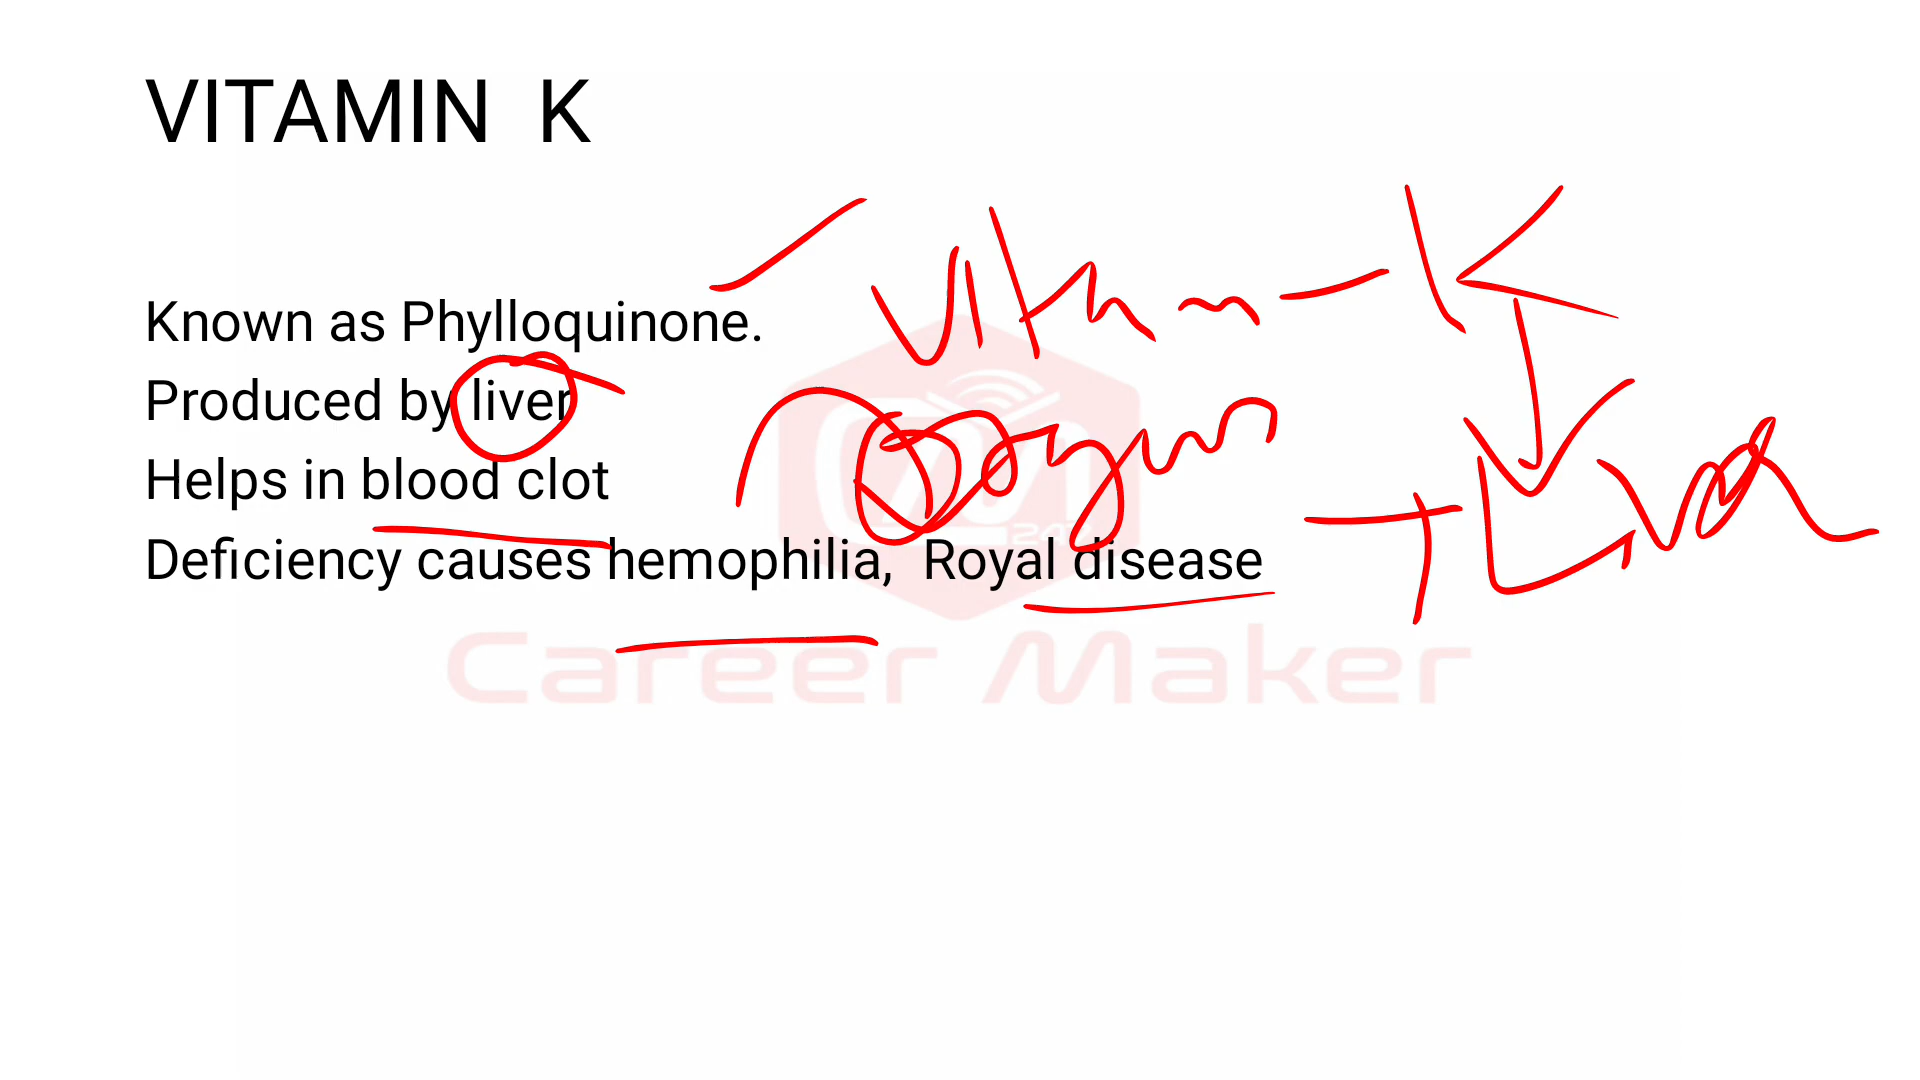 VITAMIN K
Vitamin - K
Known as Phylloquinone.
Produced by liver
Helps in blood clot
Deficiency causes hemophilia, Royal disease
Career Maker